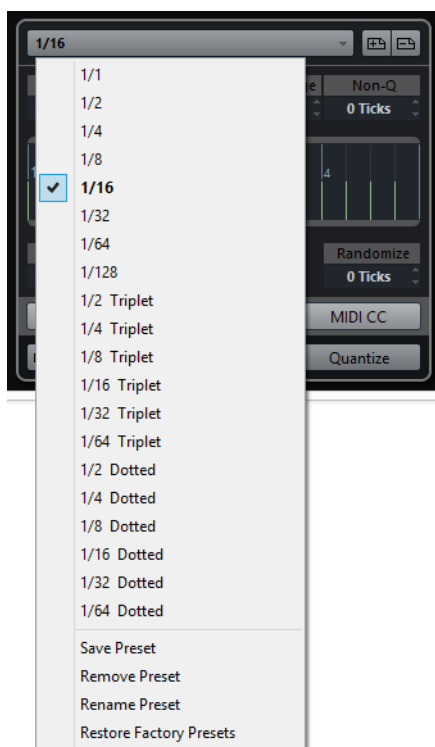 1/16
1/1
1/2
1/4
1/8
1/16
1/32
1/64
1/128
1/2 Triplet
1/4 Triplet
1/8 Triplet
1/16 Triplet
1/32 Triplet
1/64 Triplet
1/2 Dotted
1/4 Dotted
1/8 Dotted
1/16 Dotted
1/32 Dotted
1/64 Dotted
Save Preset
Remove Preset
Rename Preset
Restore Factory Presets
Non-Q
0 Ticks
4
Randomize
0 Ticks
MIDI CC
Quantize